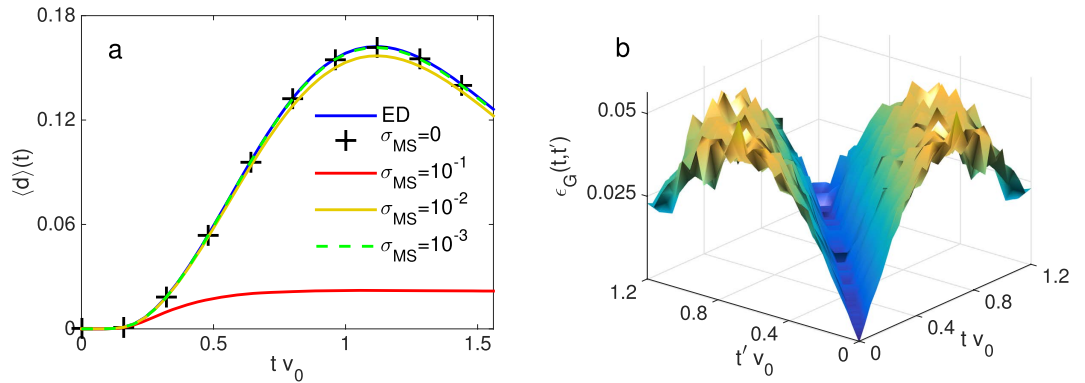 0.18
a
0.12
0.06
0
⟨d⟩(t)
ED
σ_MS=0
σ_MS=10^-1
σ_MS=10^-2
σ_MS=10^-3
0 0.5 1 1.5
t v_0
b
0.05
0.025
ϵ_G(t,t′)
1.2
0.8
0.4
0
t′ v_0
0
0.4
0.8
1.2
t v_0